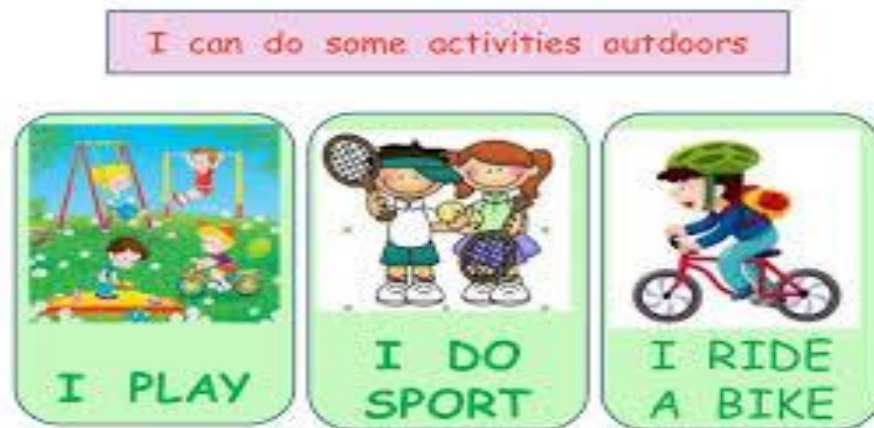 I can do some activities outdoors
I PLAY
I DO
SPORT
I RIDE
A BIKE